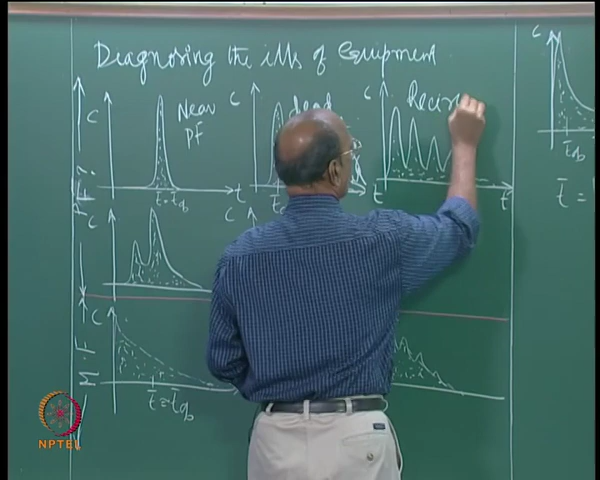 Diagnosing the ills of Equipment
C
Near
pf
t = t̄q
t
C
dead
t̄
t
C
Recir
t
C
t̄q
t̄ =
P.F.
C
C
M.F
C
t̄ = t̄q
NPTEL